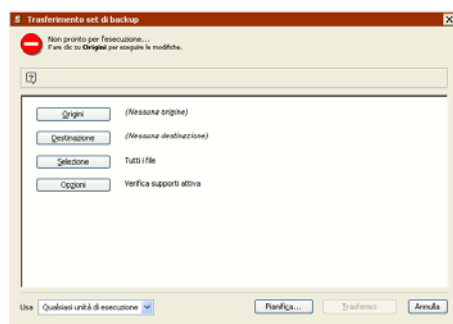 Trasferimento set di backup
Non pronto per l'esecuzione...
Fare clic su Origini per eseguire le modifiche.
Origini (Nessuna origine)
Destinazione (Nessuna destinazione)
Selezione Tutti i file
Opzioni Verifica supporti attiva
Usa Qualsiasi unità di esecuzione Pianifica... Trasferisci Annulla